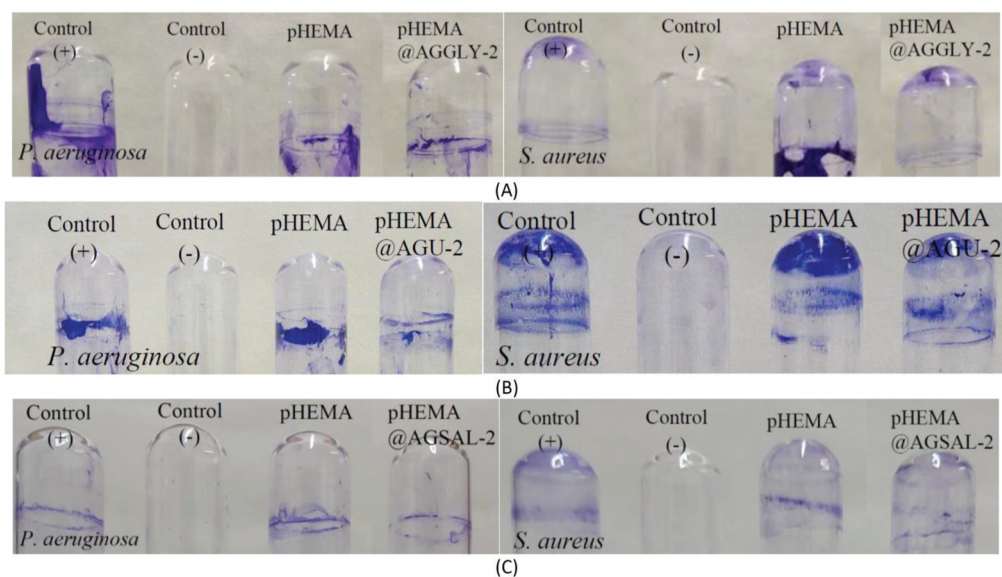 Control
(+)
Control
(-)
pHEMA
pHEMA
@AGGLY-2
P. aeruginosa
Control
(+)
Control
(-)
pHEMA
pHEMA
@AGGLY-2
S. aureus
(A)
Control
(+)
Control
(-)
pHEMA
pHEMA
@AGU-2
P. aeruginosa
Control
(+)
Control
(-)
pHEMA
pHEMA
@AGU-2
S. aureus
(B)
Control
(+)
Control
(-)
pHEMA
pHEMA
@AGSAL-2
P. aeruginosa
Control
(+)
Control
(-)
pHEMA
pHEMA
@AGSAL-2
S. aureus
(C)